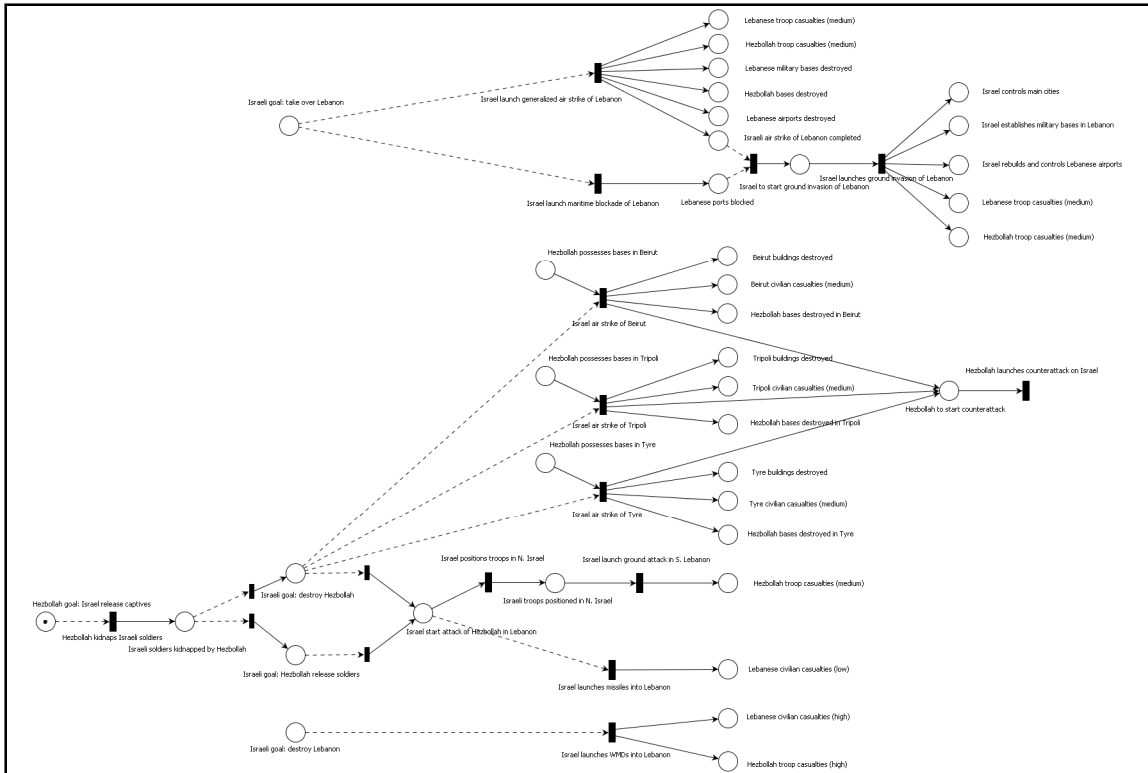 Lebanese troop casualties (medium)
Hezbollah troop casualties (medium)
Lebanese military bases destroyed
Israeli goal: take over Lebanon
Israel launch generalized air strike of Lebanon
Hezbollah bases destroyed
Lebanese airports destroyed
Israeli air strike of Lebanon completed
Israel controls main cities
Israel establishes military bases in Lebanon
Israel rebuilds and controls Lebanese airports
Israel launches ground invasion of Lebanon
Israel to start ground invasion of Lebanon
Israel launch maritime blockade of Lebanon
Lebanese ports blocked
Lebanese troop casualties (medium)
Hezbollah troop casualties (medium)
Hezbollah possesses bases in Beirut
Beirut buildings destroyed
Beirut civilian casualties (medium)
Hezbollah bases destroyed in Beirut
Israel air strike of Beirut
Hezbollah possesses bases in Tripoli
Tripoli buildings destroyed
Tripoli civilian casualties (medium)
Hezbollah launches counterattack on Israel
Hezbollah to start counterattack
Israel air strike of Tripoli
Hezbollah bases destroyed in Tripoli
Hezbollah possesses bases in Tyre
Tyre buildings destroyed
Tyre civilian casualties (medium)
Israel air strike of Tyre
Hezbollah bases destroyed in Tyre
Israel positions troops in N. Israel
Israel launch ground attack in S. Lebanon
Hezbollah troop casualties (medium)
Israeli goal: destroy Hezbollah
Israeli troops positioned in N. Israel
Hezbollah goal: Israel release captives
Hezbollah kidnaps Israeli soldiers
Israeli soldiers kidnapped by Hezbollah
Israel start attack of Hitzbollah in Lebanon
Israeli goal: Hezbollah release soldiers
Israel launches missiles into Lebanon
Lebanese civilian casualties (low)
Israeli goal: destroy Lebanon
Israel launches WMDs into Lebanon
Lebanese civilian casualties (high)
Hezbollah troop casualties (high)